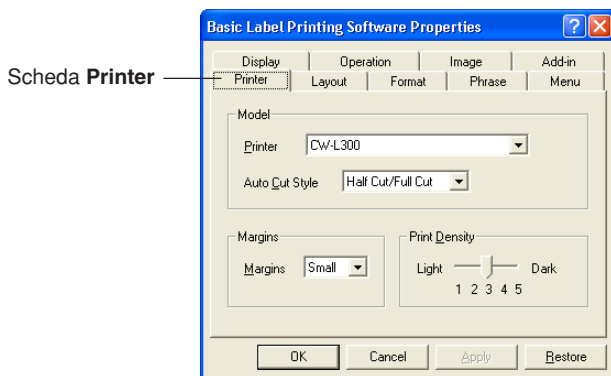 Basic Label Printing Software Properties
Display Operation Image Add-in
Scheda Printer
Printer Layout Format Phrase Menu
Model
Printer CW-L300
Auto Cut Style Half Cut/Full Cut
Margins Print Density
Margins Small Light Dark
1 2 3 4 5
OK Cancel Apply Restore